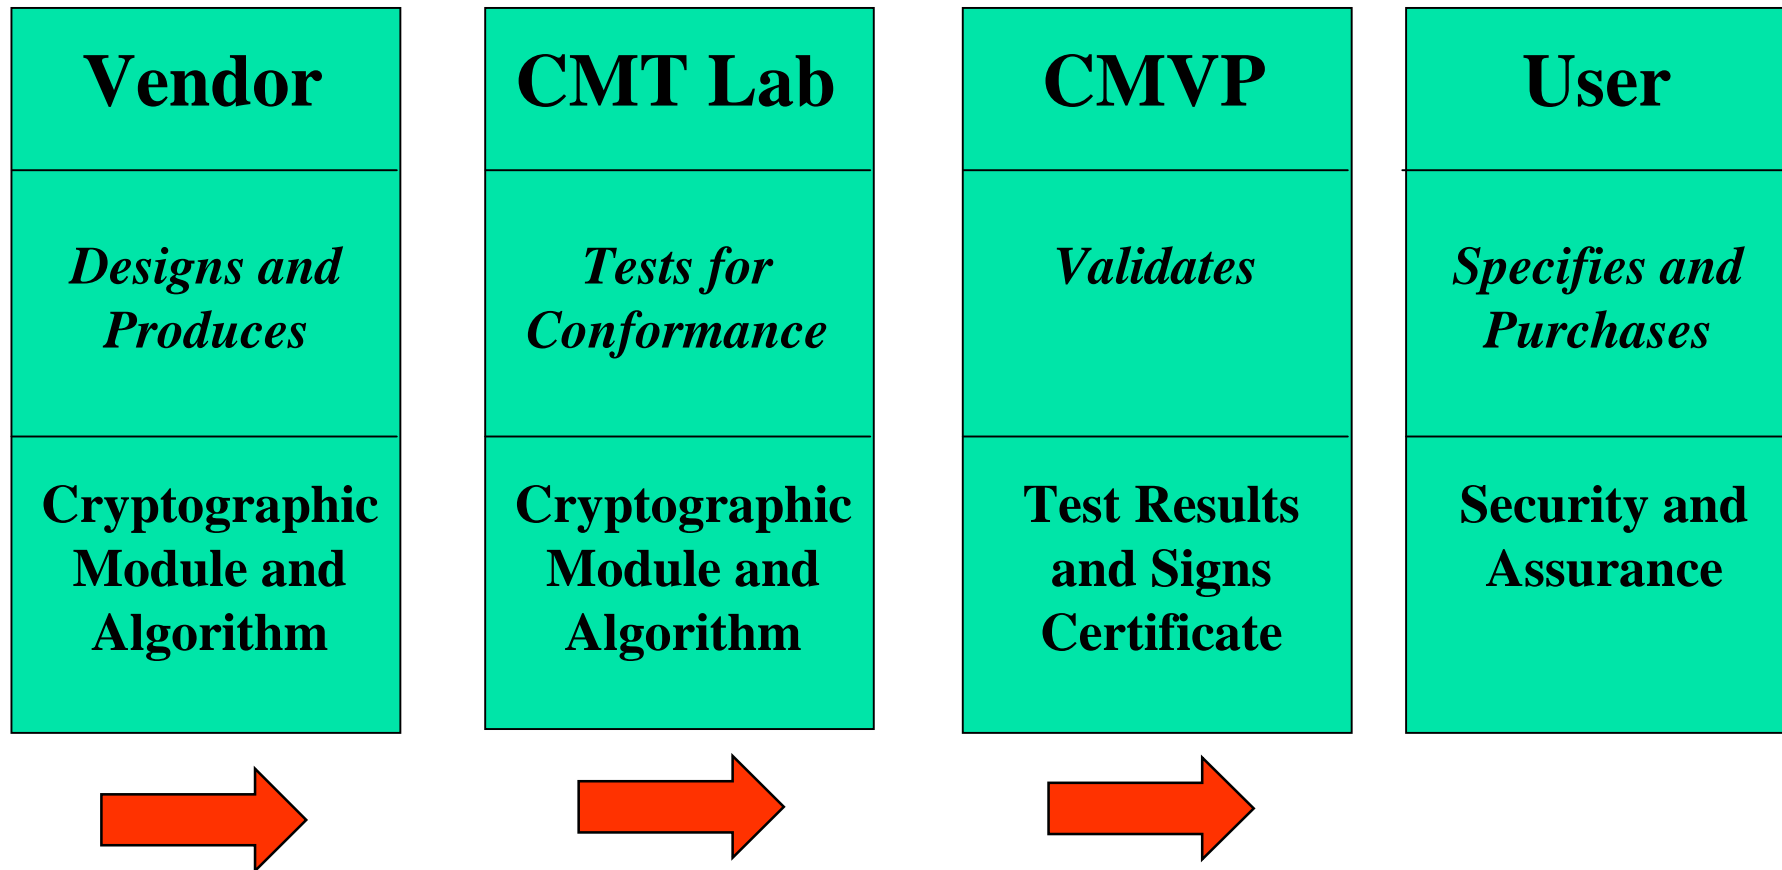 Vendor
Designs and
Produces
Cryptographic
Module and
Algorithm
CMT Lab
Tests for
Conformance
Cryptographic
Module and
Algorithm
CMVP
Validates
Test Results
and Signs
Certificate
User
Specifies and
Purchases
Security and
Assurance